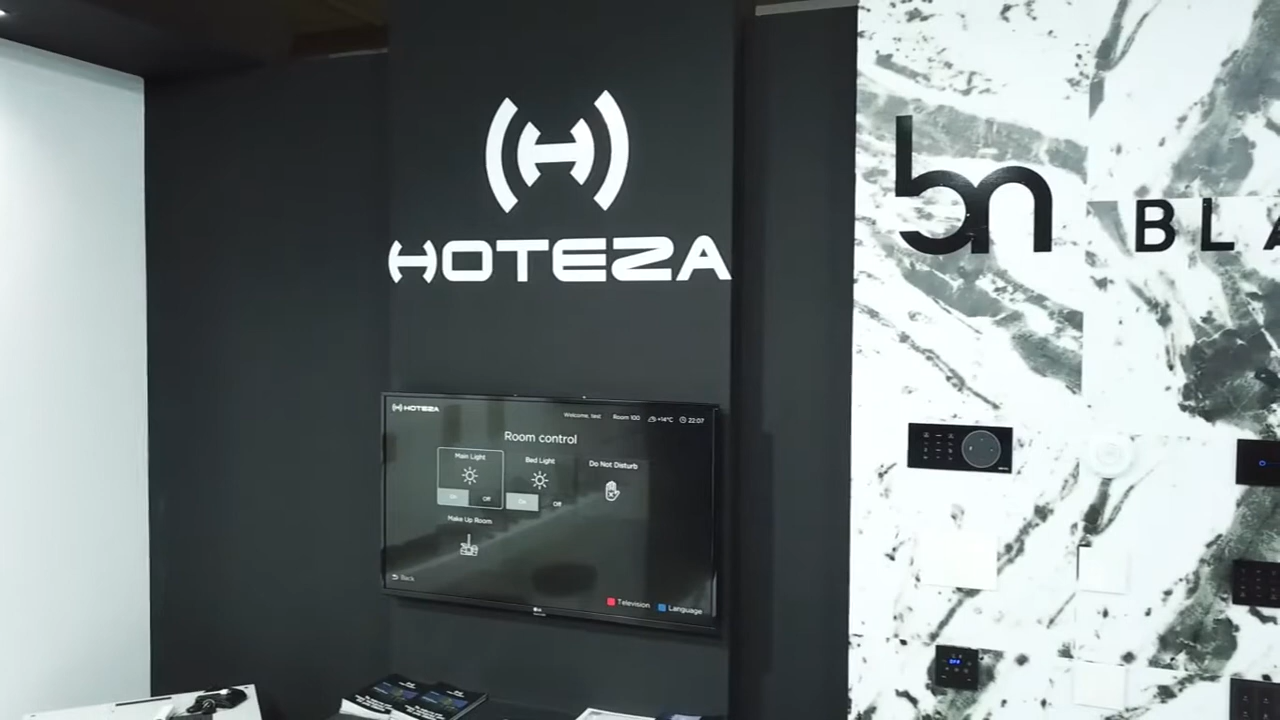 HOTEZA
bn BLA
HOTEZA
Welcome, test Room 100 +14°C 22:07
Room control
Main Light Bed Light Do Not Disturb
On Off On Off
Make Up Room
Back
Television Language
LG